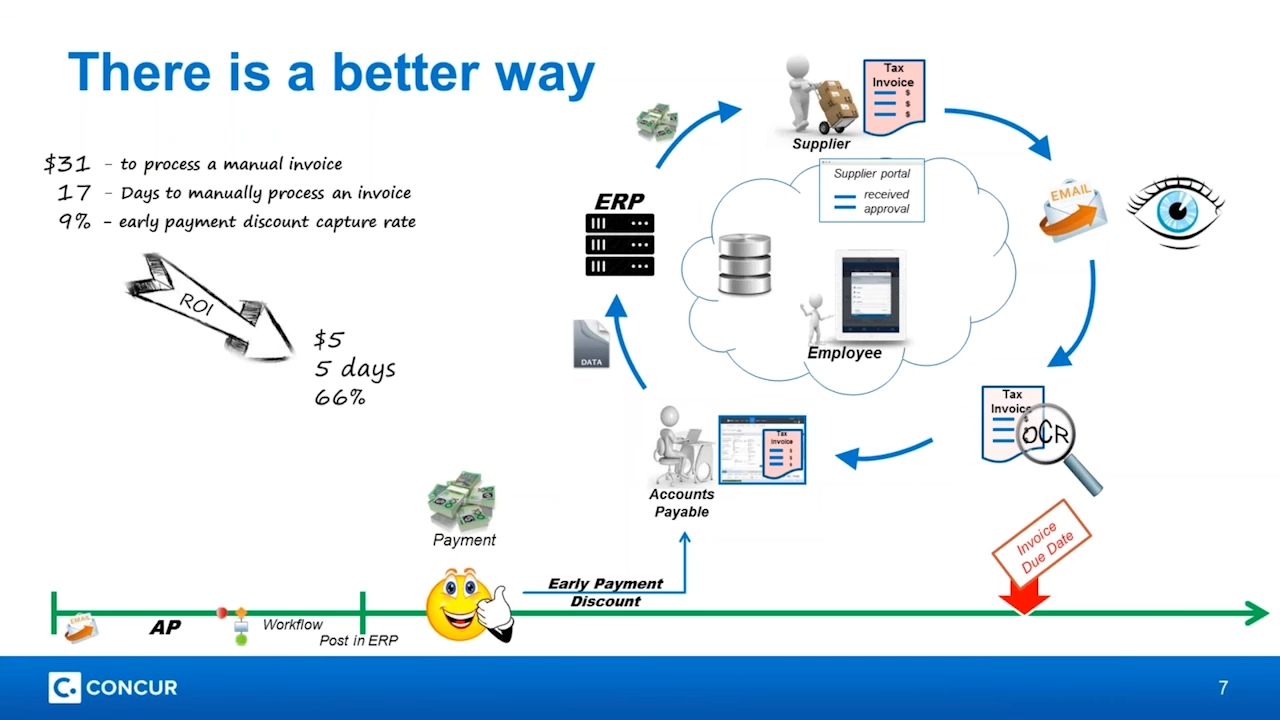 There is a better way
$31 - to process a manual invoice
17 - Days to manually process an invoice
9% - early payment discount capture rate
ROI
$5
5 days
66%
Tax
Invoice
$
$
$
Supplier
Supplier portal
received
approval
EMAIL
ERP
DATA
Employee
Tax
Invoice
$
OCR
Tax
Invoice
$
$
$
Accounts
Payable
Payment
Invoice
Due Date
Early Payment
Discount
EMAIL
AP
Workflow
Post in ERP
C. CONCUR
7